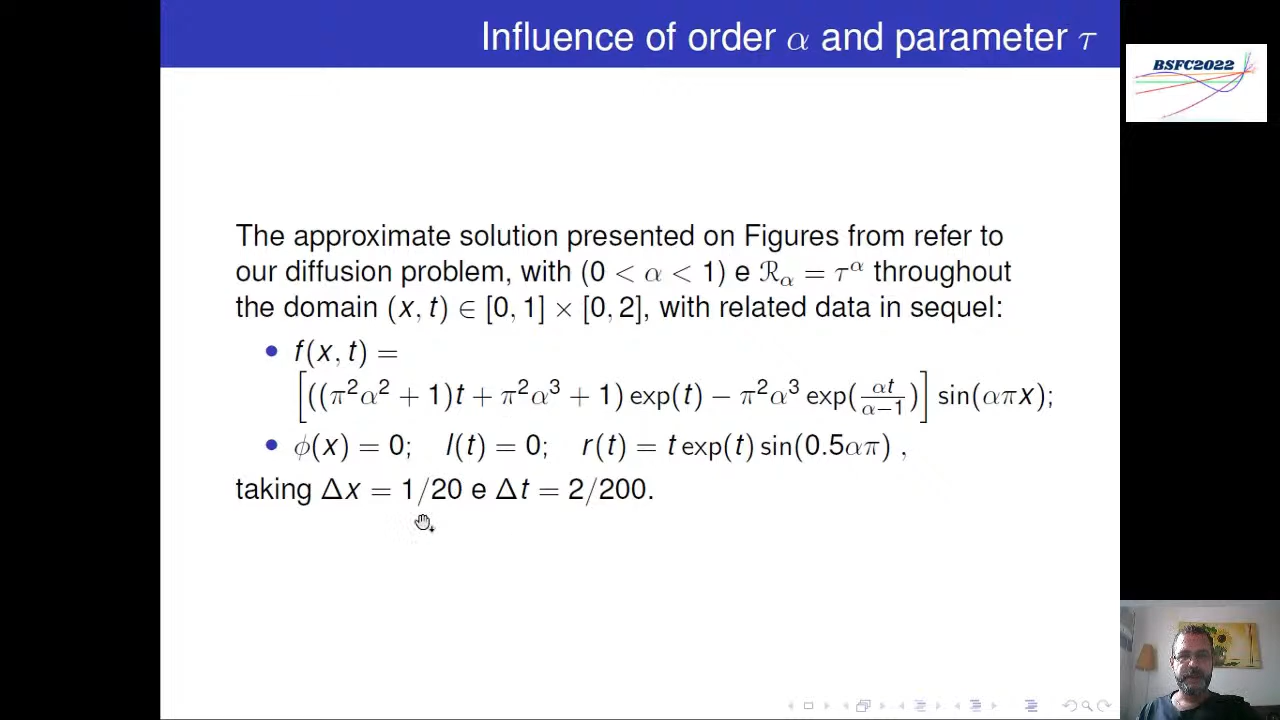 Influence of order α and parameter τ
BSFC2022
The approximate solution presented on Figures from refer to
our diffusion problem, with (0 < α < 1) e ℛα = τ^α throughout
the domain (x, t) ∈ [0, 1] × [0, 2], with related data in sequel:
• f(x, t) =
[((π²α² + 1)t + π²α³ + 1) exp(t) − π²α³ exp(αt/(α−1))] sin(απx);
• ϕ(x) = 0; l(t) = 0; r(t) = t exp(t) sin(0.5απ) ,
taking Δx = 1/20 e Δt = 2/200.